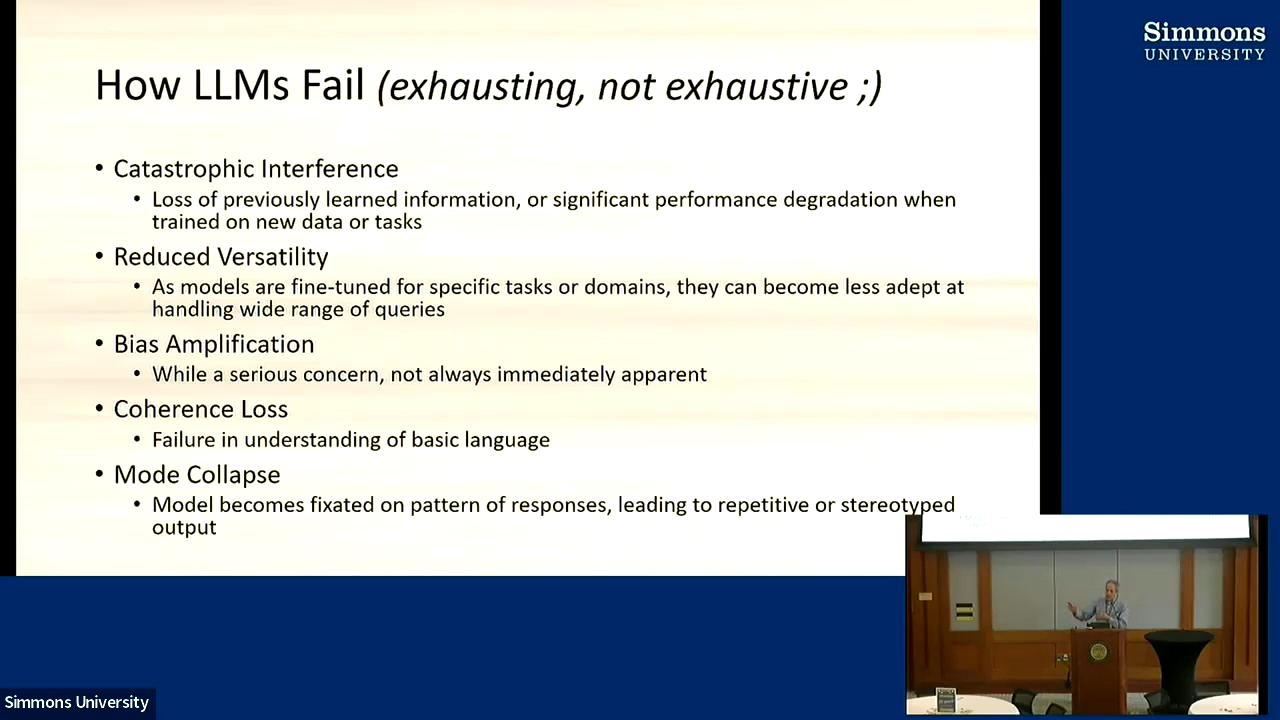 Simmons
UNIVERSITY
How LLMs Fail (exhausting, not exhaustive ;)
• Catastrophic Interference
• Loss of previously learned information, or significant performance degradation when
trained on new data or tasks
• Reduced Versatility
• As models are fine-tuned for specific tasks or domains, they can become less adept at
handling wide range of queries
• Bias Amplification
• While a serious concern, not always immediately apparent
• Coherence Loss
• Failure in understanding of basic language
• Mode Collapse
• Model becomes fixated on pattern of responses, leading to repetitive or stereotyped
output
Simmons University